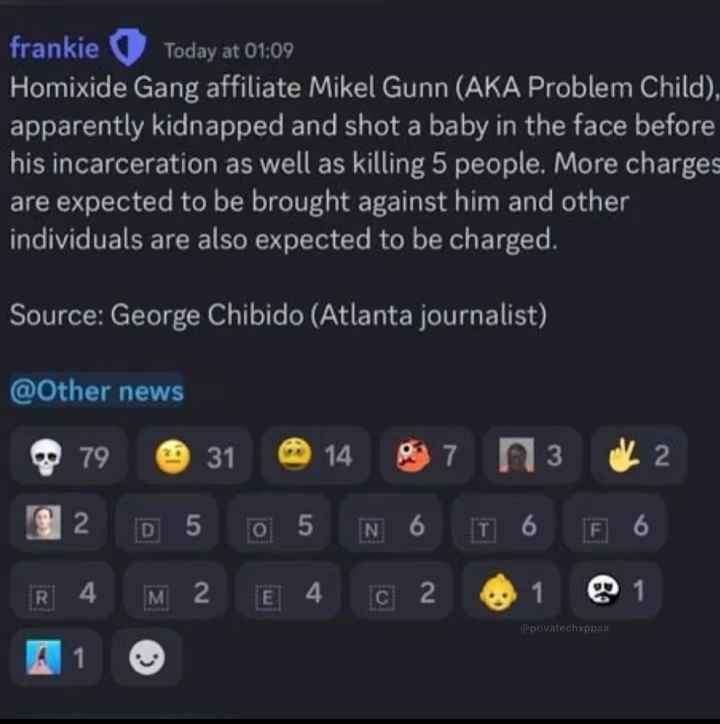 frankie Today at 01:09
Homixide Gang affiliate Mikel Gunn (AKA Problem Child),
apparently kidnapped and shot a baby in the face before
his incarceration as well as killing 5 people. More charges
are expected to be brought against him and other
individuals are also expected to be charged.
Source: George Chibido (Atlanta journalist)
@Other news
79 31 14 7 3 2
2 D 5 O 5 N 6 T 6 F 6
R 4 M 2 E 4 C 2 1 1
1